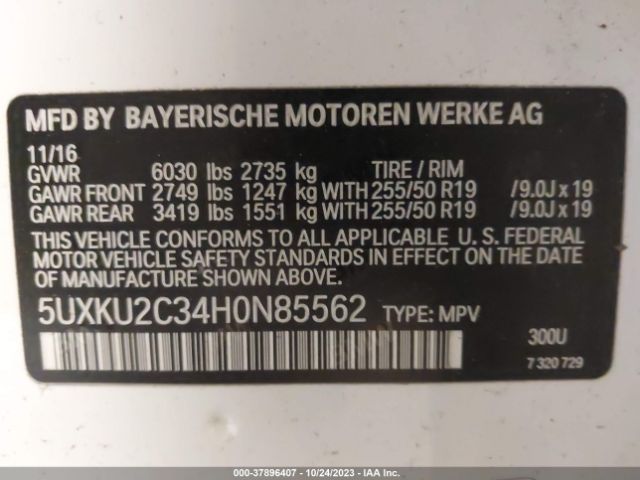 MFD BY BAYERISCHE MOTOREN WERKE AG
11/16
GVWR 6030 lbs 2735 kg TIRE / RIM
GAWR FRONT 2749 lbs 1247 kg WITH 255/50 R19 /9.0J x 19
GAWR REAR 3419 lbs 1551 kg WITH 255/50 R19 /9.0J x 19
THIS VEHICLE CONFORMS TO ALL APPLICABLE U. S. FEDERAL
MOTOR VEHICLE SAFETY STANDARDS IN EFFECT ON THE DATE
OF MANUFACTURE SHOWN ABOVE.
5UXKU2C34H0N85562 TYPE: MPV
300U
7 320 729
000-37896407 - 10/24/2023 - IAAI.com